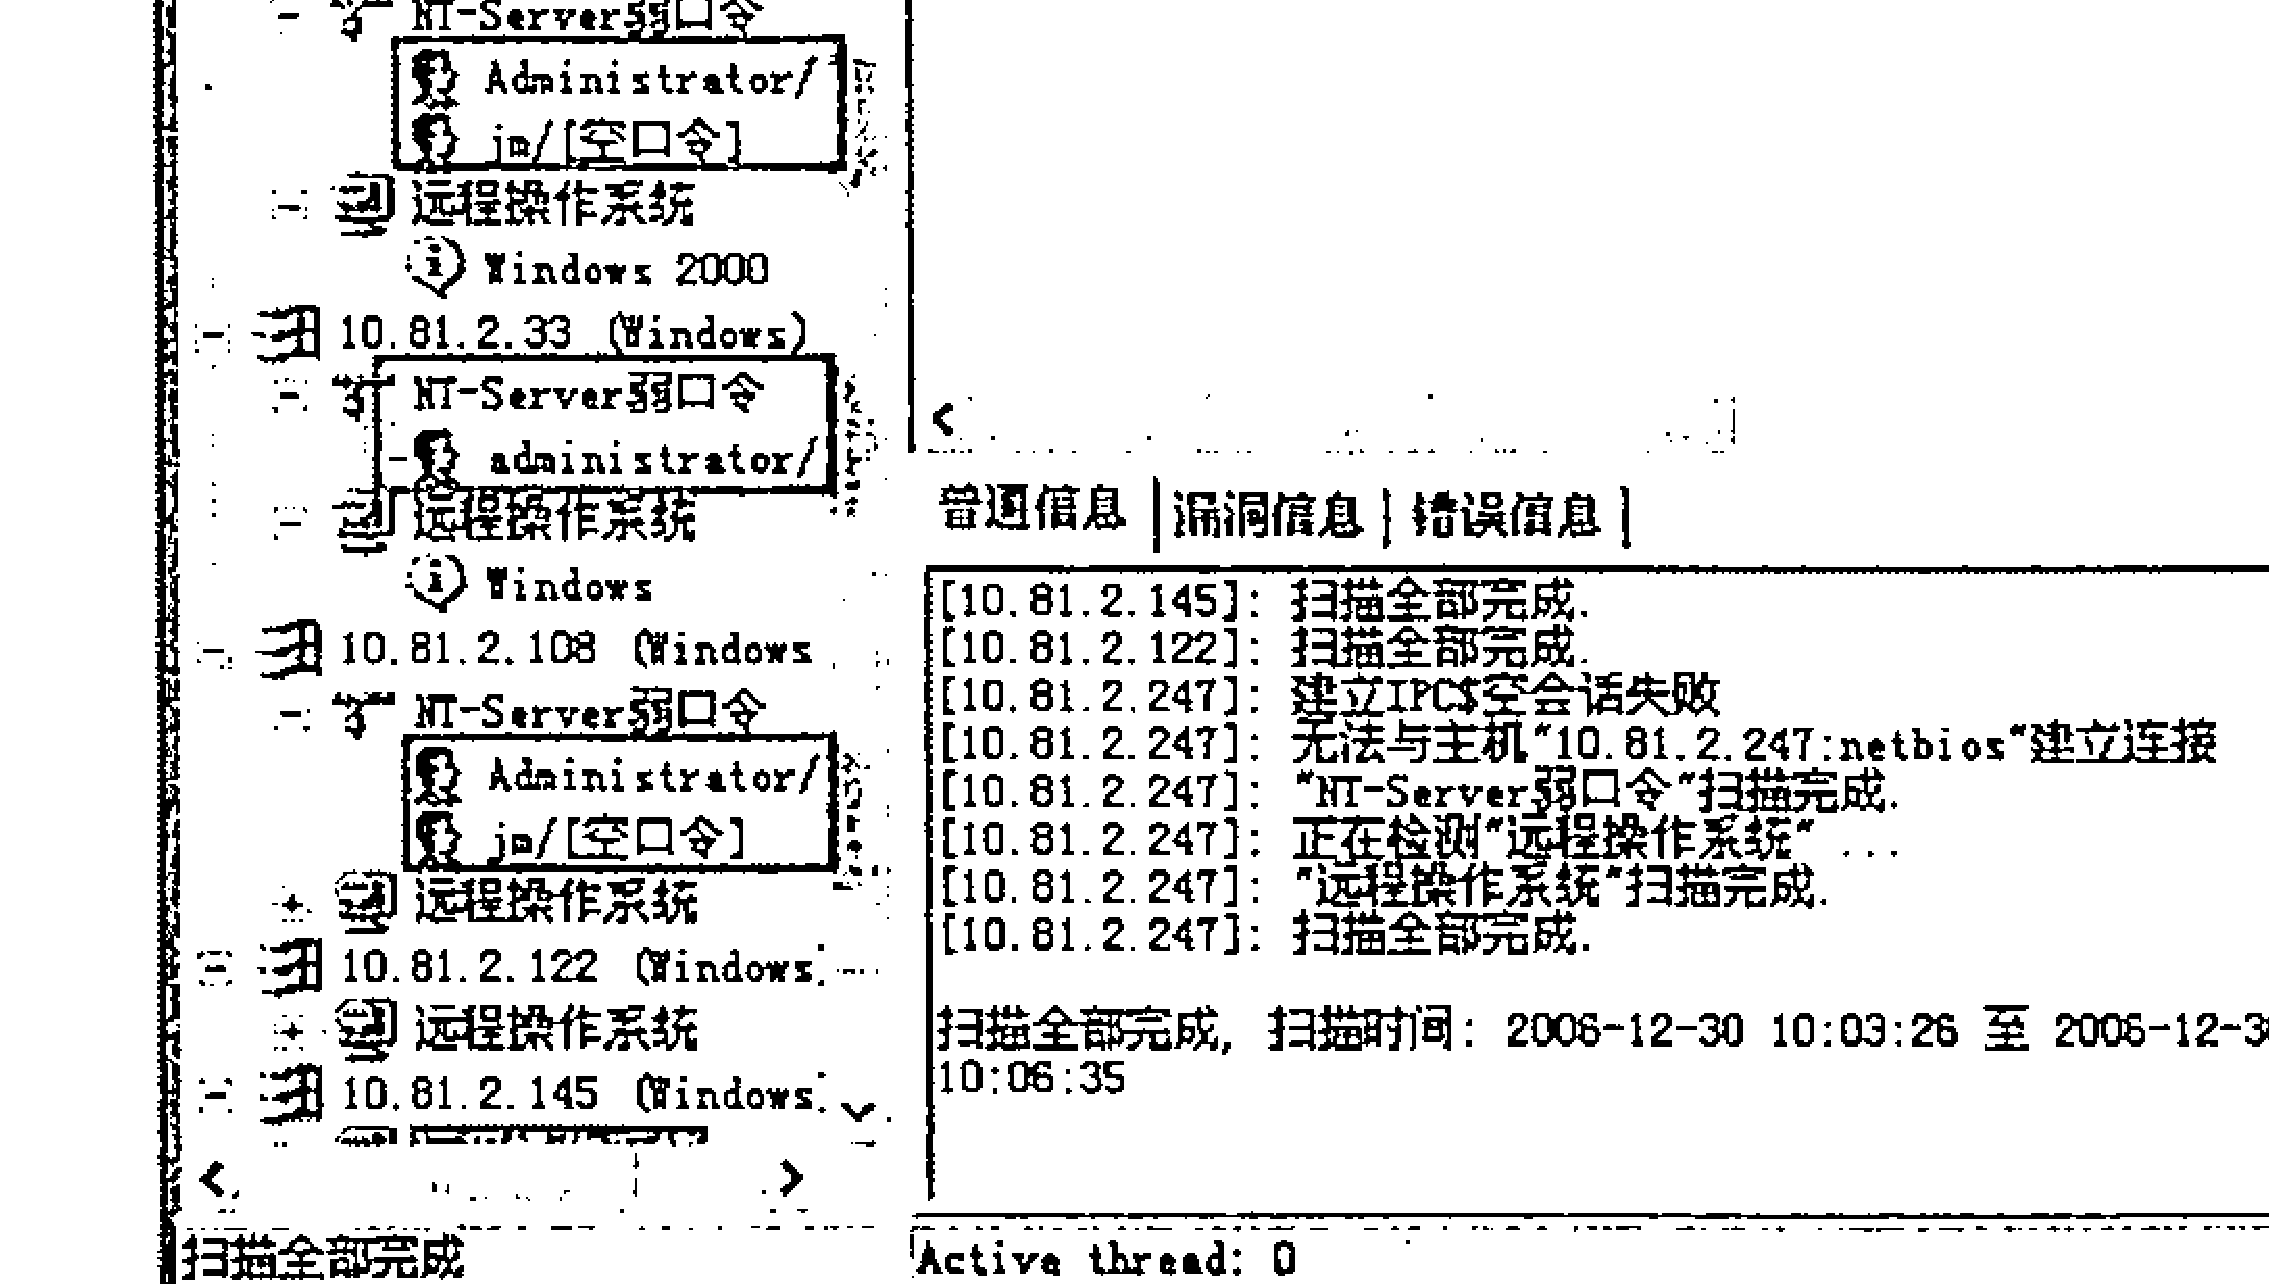 NT-Server弱口令
Administrator/
jm/[空口令]
远程操作系统
Windows 2000
10.81.2.33 (Windows)
NT-Server弱口令
administrator/
远程操作系统
Windows
10.81.2.108 (Windows
NT-Server弱口令
Administrator/
jm/[空口令]
远程操作系统
10.81.2.122 (Windows
远程操作系统
10.81.2.145 (Windows
扫描全部完成
普通信息 漏洞信息 错误信息
[10.81.2.145]: 扫描全部完成.
[10.81.2.122]: 扫描全部完成.
[10.81.2.247]: 建立IPC$空会话失败
[10.81.2.247]: 无法与主机"10.81.2.247:netbios"建立连接
[10.81.2.247]: "NT-Server弱口令"扫描完成.
[10.81.2.247]: 正在检测"远程操作系统" ...
[10.81.2.247]: "远程操作系统"扫描完成.
[10.81.2.247]: 扫描全部完成.
扫描全部完成, 扫描时间: 2006-12-30 10:03:26 至 2006-12-30
10:06:35
Active thread: 0